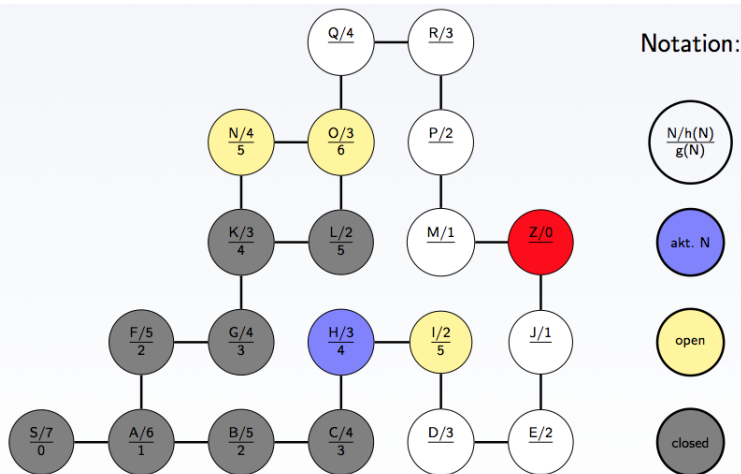 Q/4
R/3
Notation:
N/4
5
O/3
6
P/2
N/h(N)
g(N)
K/3
4
L/2
5
M/1
Z/0
akt. N
F/5
2
G/4
3
H/3
4
I/2
5
J/1
open
S/7
0
A/6
1
B/5
2
C/4
3
D/3
E/2
closed